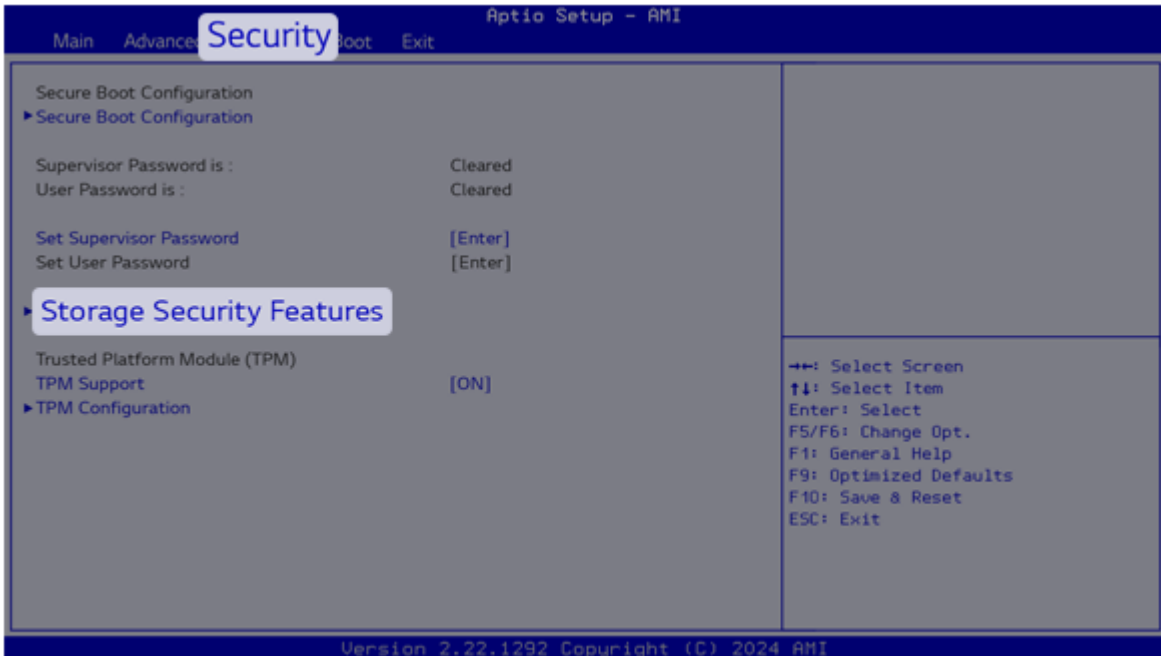 Aptio Setup - AMI
Main Advanced Security Boot Exit
Secure Boot Configuration
►Secure Boot Configuration
Supervisor Password is : Cleared
User Password is : Cleared
Set Supervisor Password [Enter]
Set User Password [Enter]
►Storage Security Features
Trusted Platform Module (TPM)
TPM Support [ON]
►TPM Configuration
→←: Select Screen
↑↓: Select Item
Enter: Select
F5/F6: Change Opt.
F1: General Help
F9: Optimized Defaults
F10: Save & Reset
ESC: Exit
Version 2.22.1292 Copyright (C) 2024 AMI